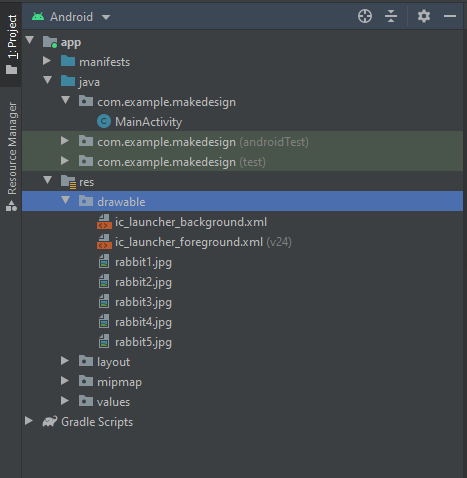 Android
1: Project
Resource Manager
app
manifests
java
com.example.makedesign
MainActivity
com.example.makedesign (androidTest)
com.example.makedesign (test)
res
drawable
ic_launcher_background.xml
ic_launcher_foreground.xml (v24)
rabbit1.jpg
rabbit2.jpg
rabbit3.jpg
rabbit4.jpg
rabbit5.jpg
layout
mipmap
values
Gradle Scripts